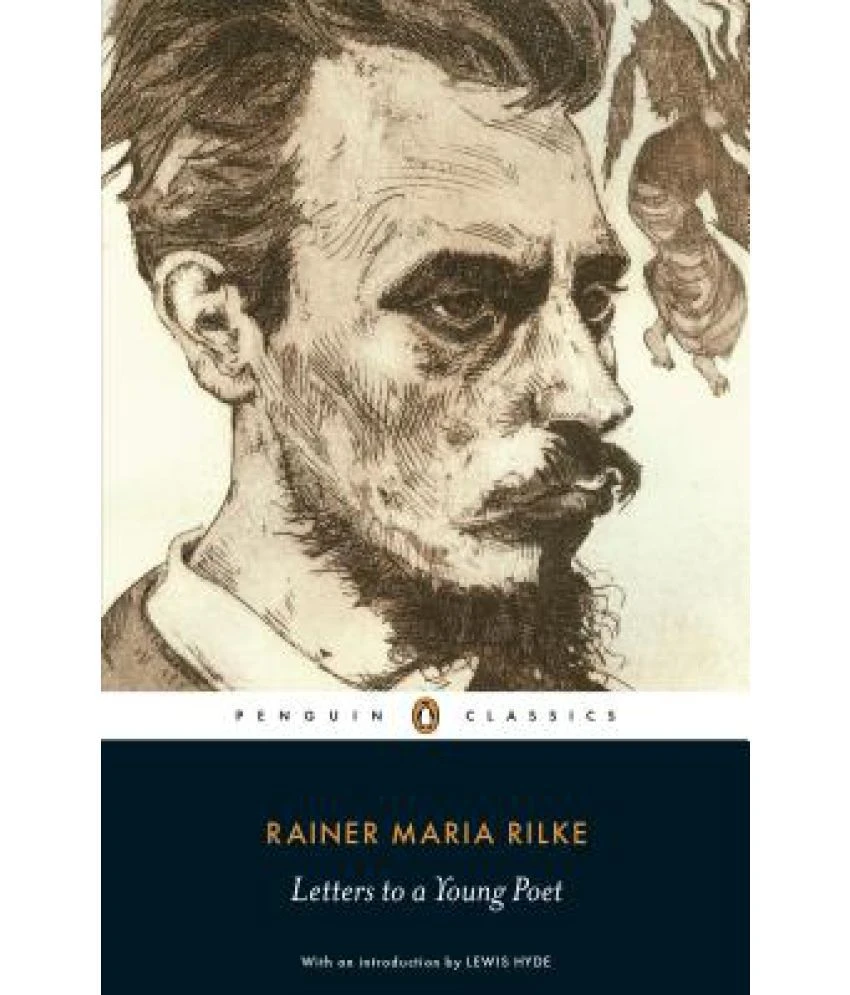 PENGUIN CLASSICS
RAINER MARIA RILKE
Letters to a Young Poet
With an introduction by LEWIS HYDE